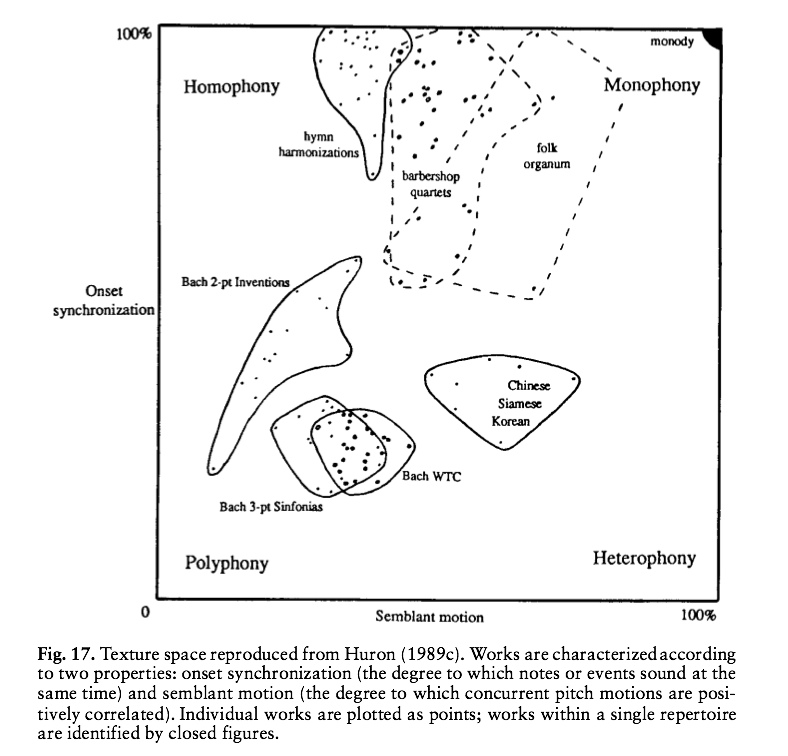 100%
monody
Homophony
Monophony
hymn
harmonizations
folk
organum
barbershop
quartets
Bach 2-pt Inventions
Onset
synchronization
Chinese
Siamese
Korean
Bach WTC
Bach 3-pt Sinfonias
Polyphony
Heterophony
0
Semblant motion
100%
Fig. 17. Texture space reproduced from Huron (1989c). Works are characterized according
to two properties: onset synchronization (the degree to which notes or events sound at the
same time) and semblant motion (the degree to which concurrent pitch motions are posi-
tively correlated). Individual works are plotted as points; works within a single repertoire
are identified by closed figures.